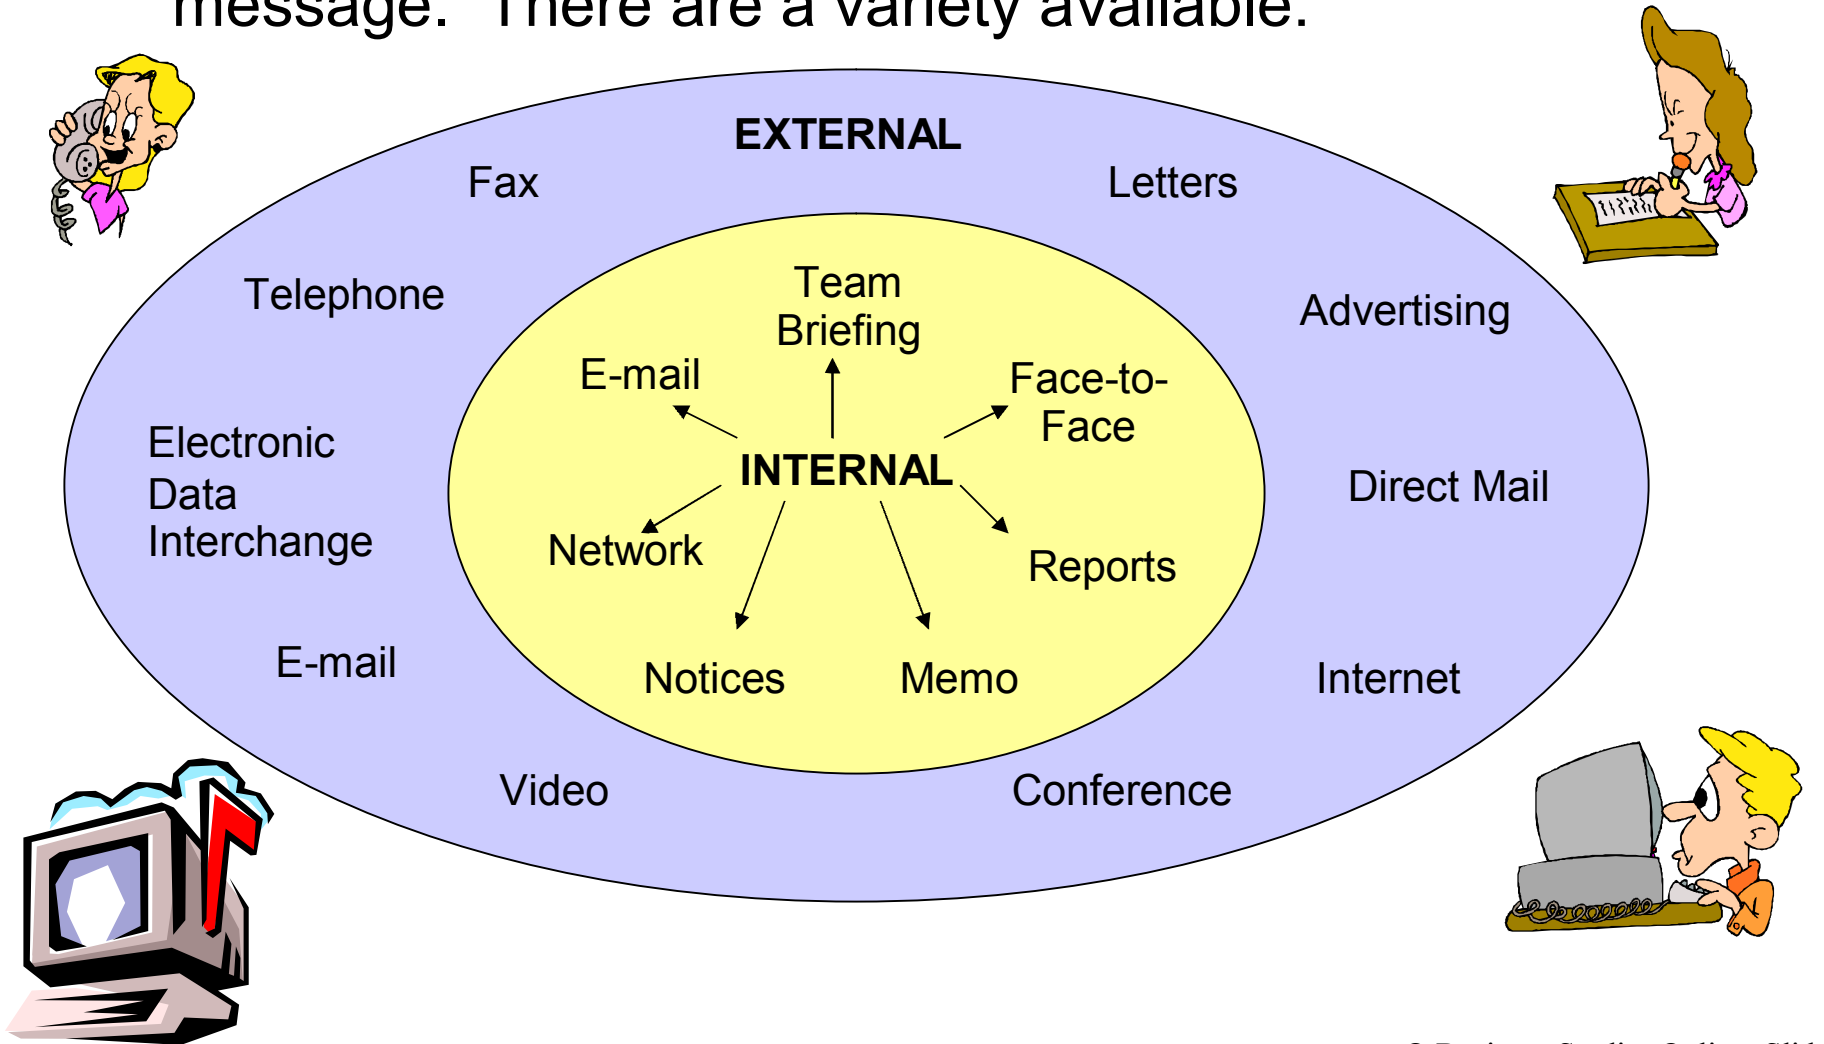 message.  There are a variety available.
EXTERNAL
Fax
Letters
Telephone
Advertising
Team
Briefing
E-mail
Face-to-
Face
Electronic
Data
Interchange
INTERNAL
Direct Mail
Network
Reports
E-mail
Notices
Memo
Internet
Video
Conference